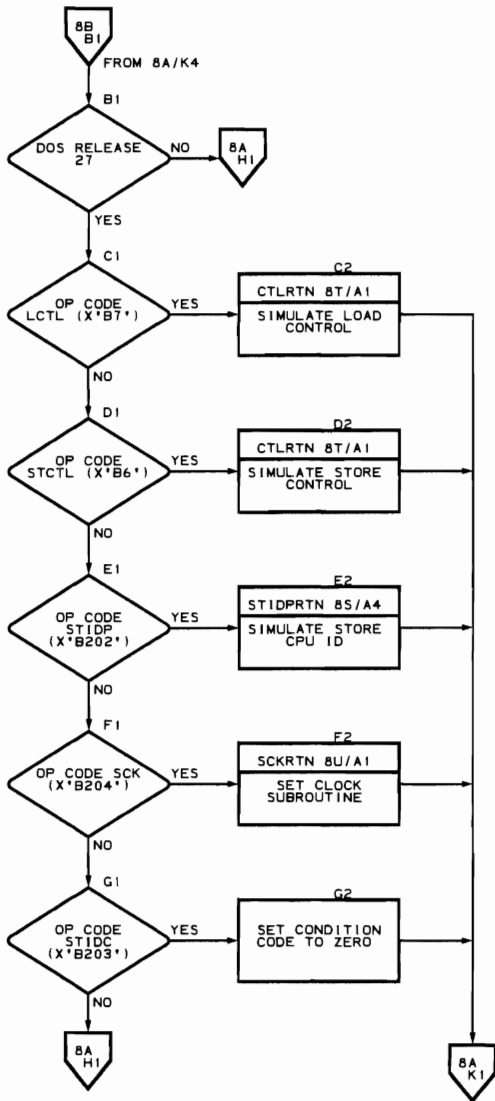 8B
B1
FROM 8A/K4
B1
DOS RELEASE
27
NO
8A
H1
YES
C1
OP CODE
LCTL (X'B7')
YES
C2
CTLRTN 8T/A1
SIMULATE LOAD
CONTROL
NO
D1
OP CODE
STCTL (X'B6')
YES
D2
CTLRTN 8T/A1
SIMULATE STORE
CONTROL
NO
E1
OP CODE
STIDP
(X'B202')
YES
E2
STIDPRTN 8S/A4
SIMULATE STORE
CPU ID
NO
F1
OP CODE SCK
(X'B204')
YES
F2
SCKRTN 8U/A1
SET CLOCK
SUBROUTINE
NO
G1
OP CODE
STIDC
(X'B203')
YES
G2
SET CONDITION
CODE TO ZERO
NO
8A
H1
8A
K1